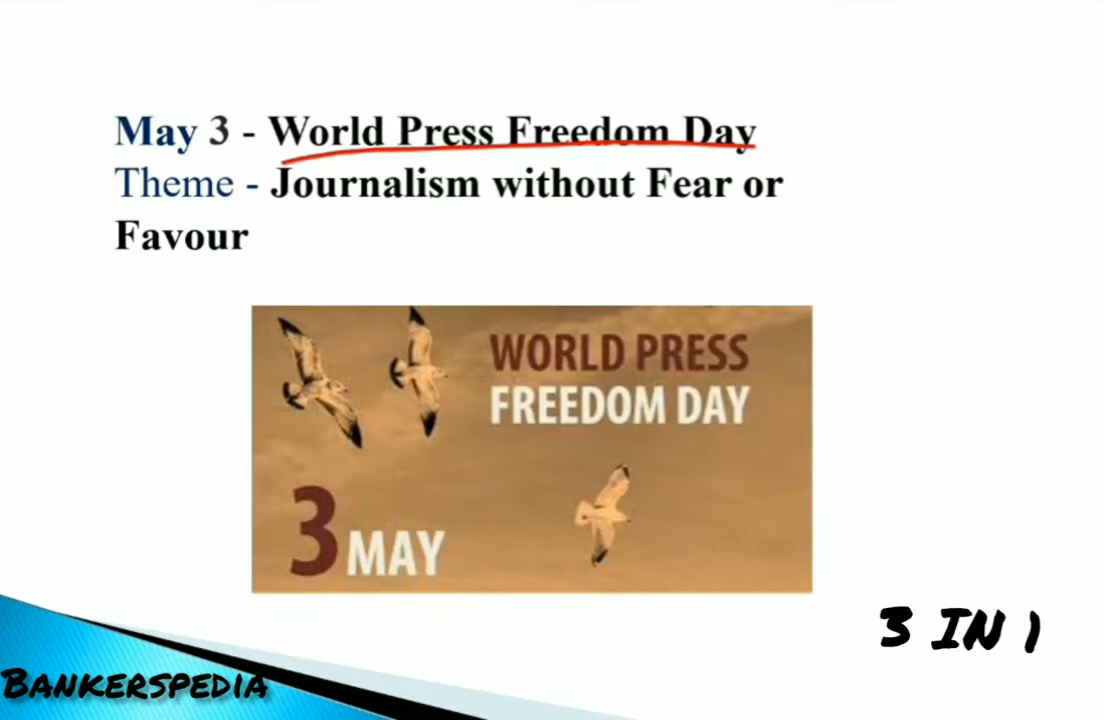 May 3 - World Press Freedom Day
Theme - Journalism without Fear or
Favour
WORLD PRESS
FREEDOM DAY
3 MAY
3 IN 1
BANKERSPEDIA